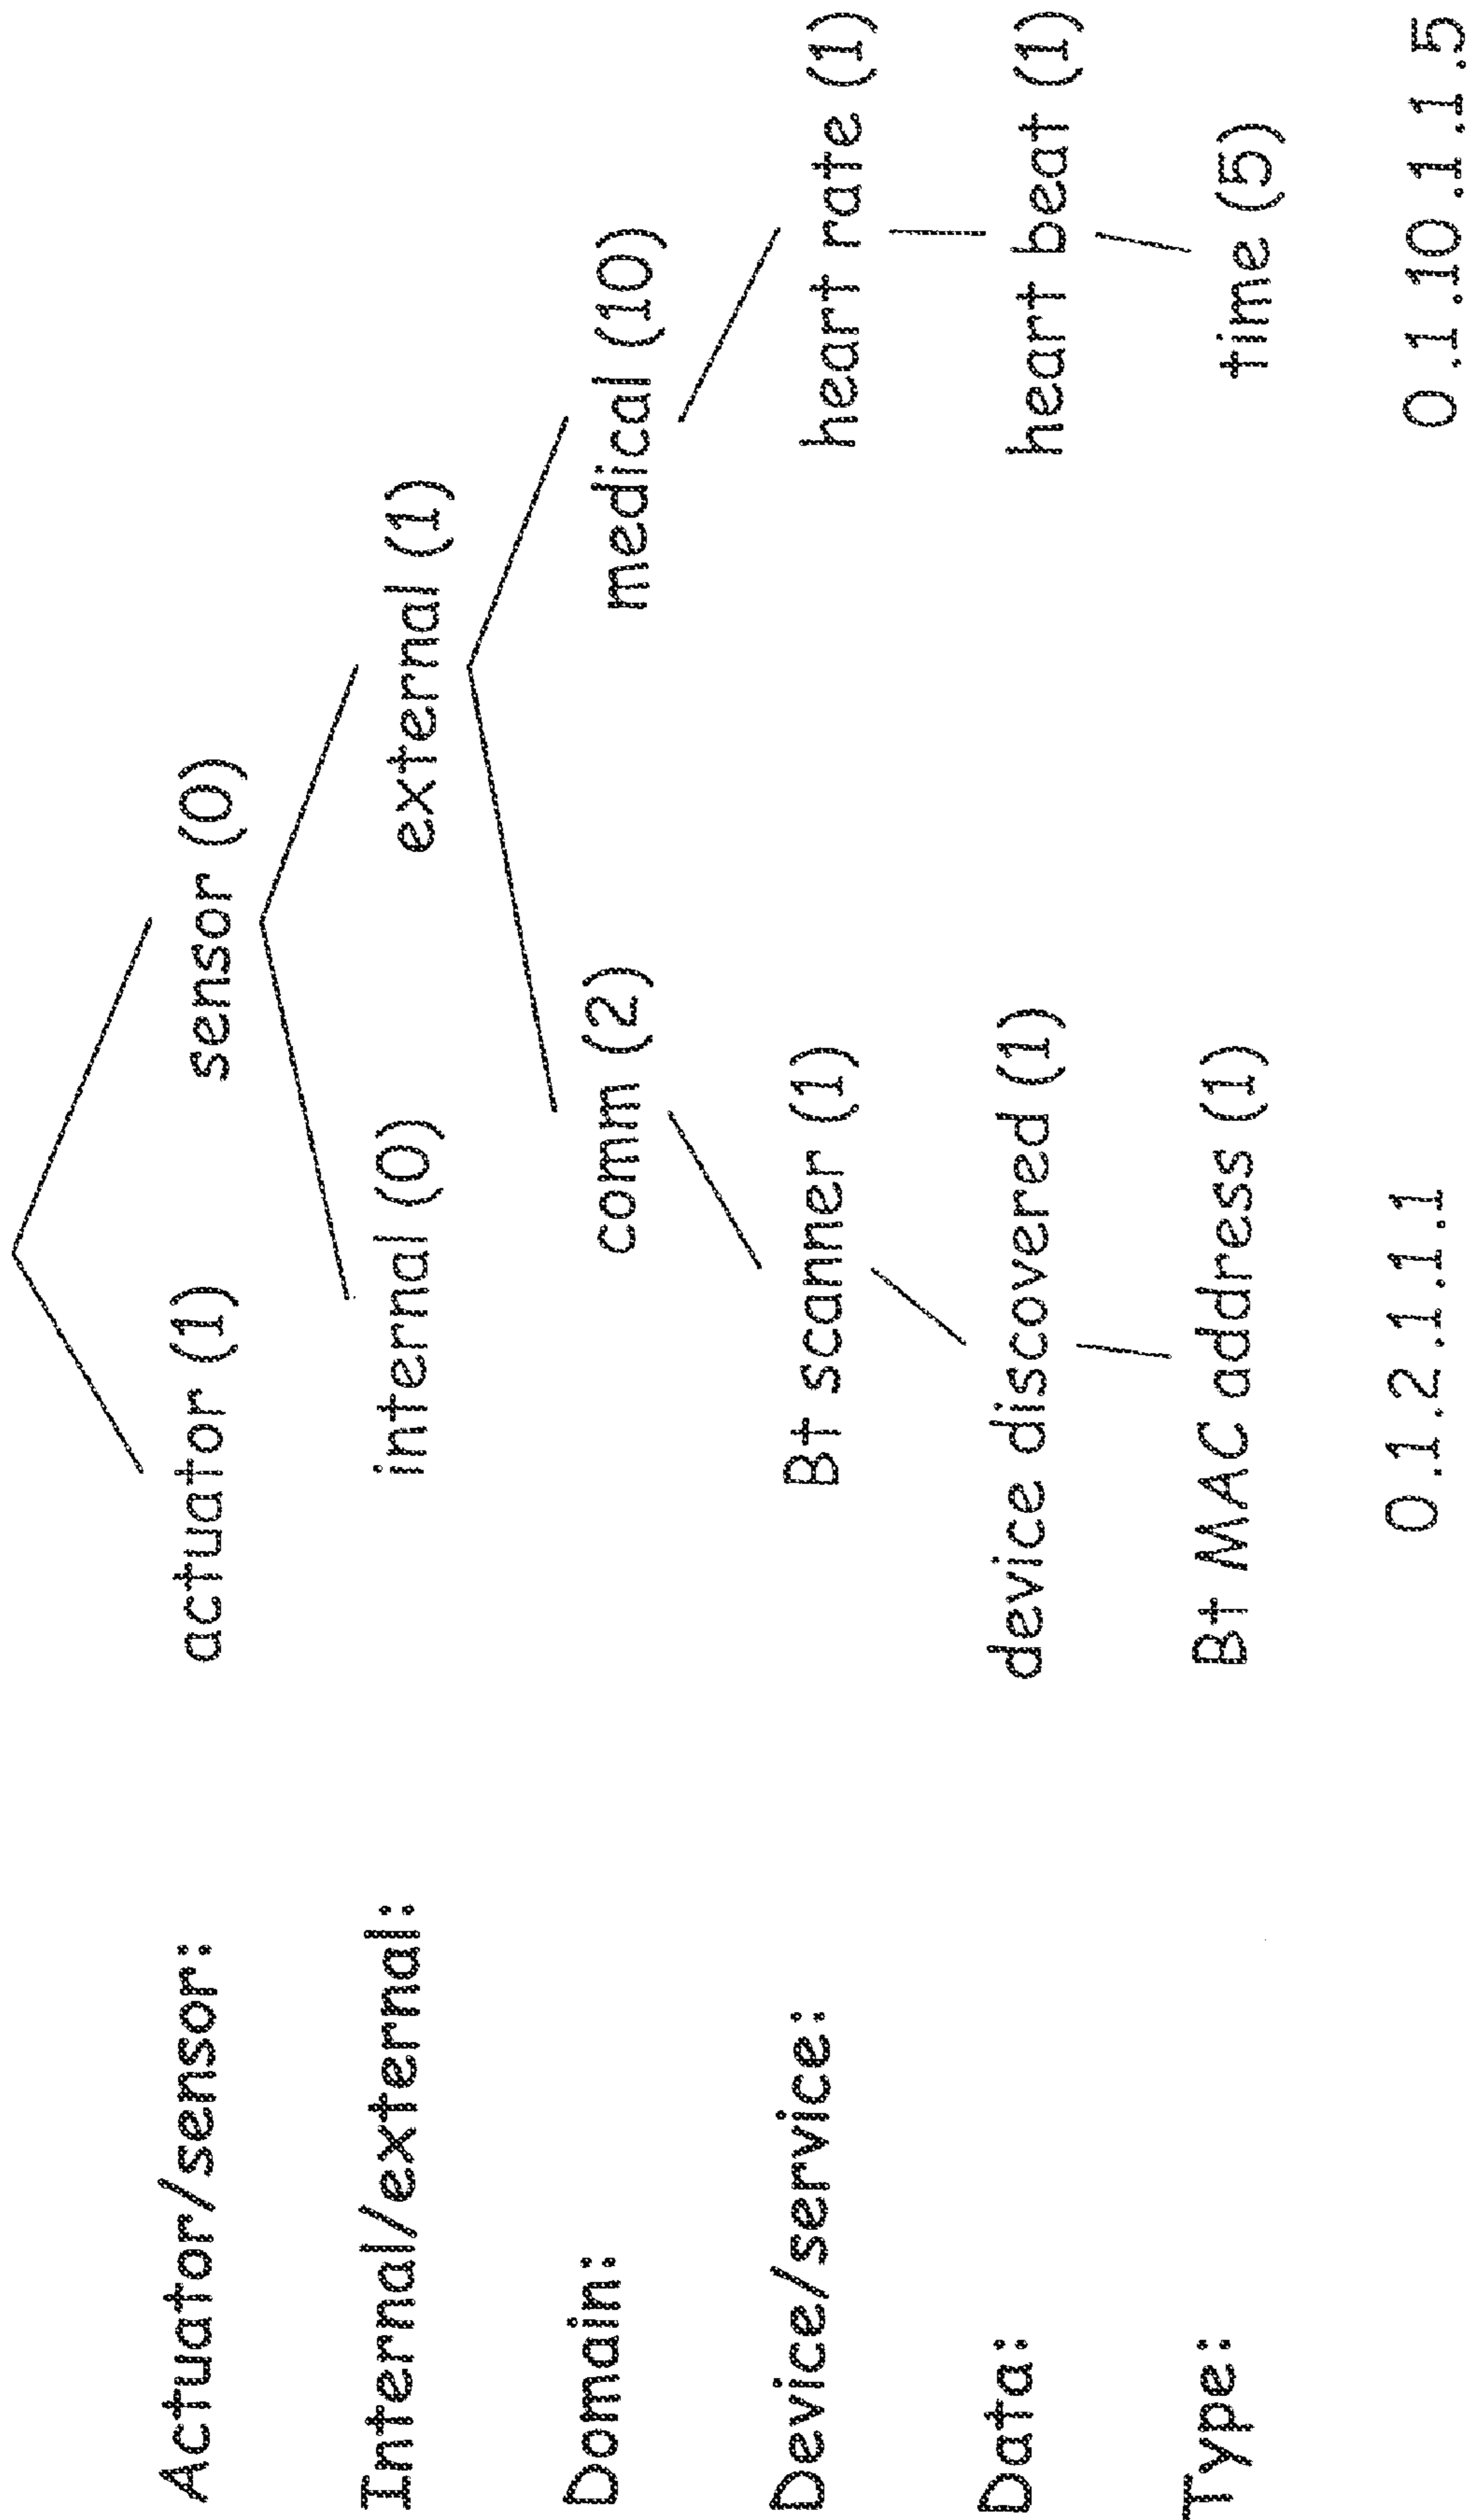 Actuator/sensor: actuator (1) sensor (0)
Internal/external: internal (0) external (1)
Domain: comm (2) medical (10)
Device/service: Bt scanner (1) heart rate (1)
Data: device discovered (1) heart beat (1)
Type: Bt MAC address (1) time (5)
0.1.2.1.1.1 0.1.10.1.1.5